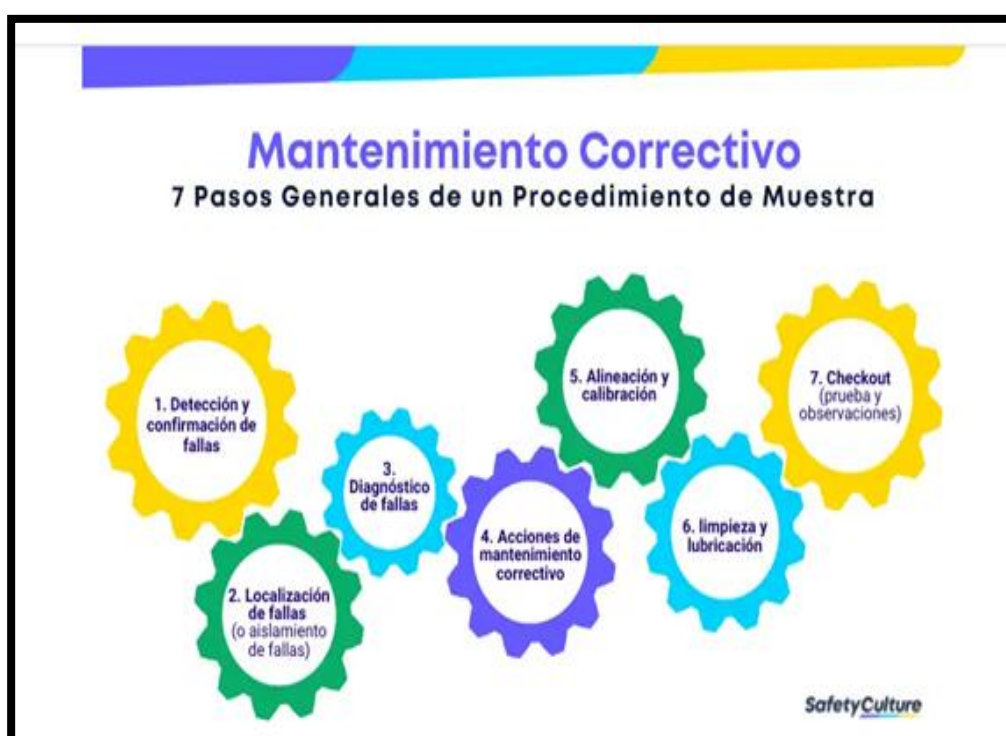 Mantenimiento Correctivo
7 Pasos Generales de un Procedimiento de Muestra
1. Detección y
confirmación de
fallas
2. Localización
de fallas
(o aislamiento
de fallas)
3.
Diagnóstico
de fallas
4. Acciones de
mantenimiento
correctivo
5. Alineación y
calibración
6. limpieza y
lubricación
7. Checkout
(prueba y
observaciones)
SafetyCulture